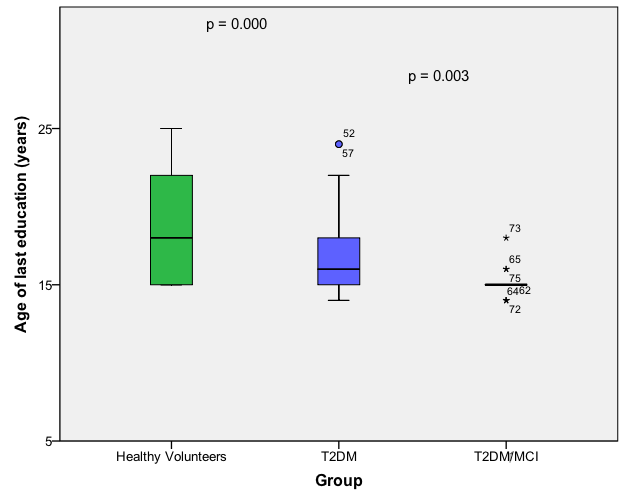 p = 0.000
p = 0.003
Age of last education (years)
25
15
5
52
57
73
65
75
6462
72
Healthy Volunteers
T2DM
T2DM/MCI
Group